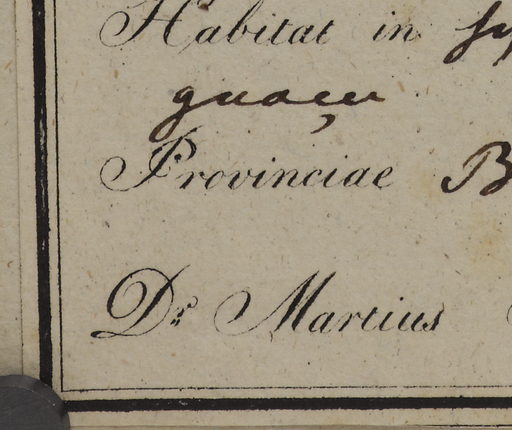 Habitat in
guaçu
Provinciae B
Dr. Martius